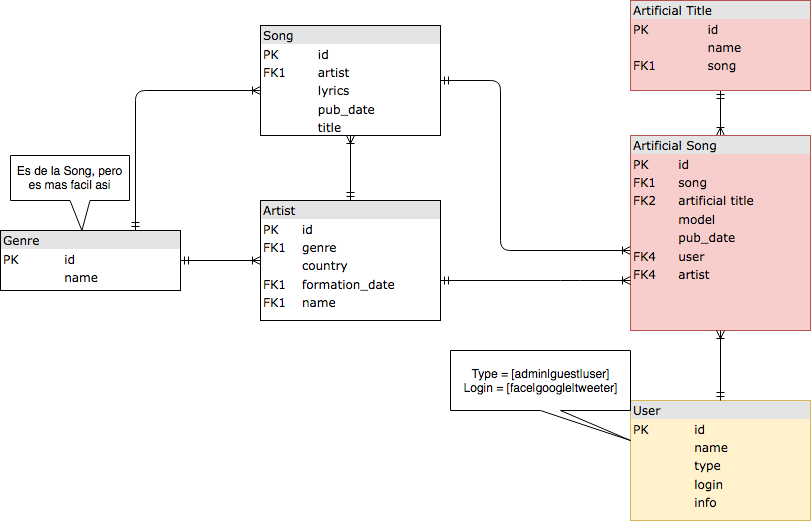 Artificial Title
PK id
name
FK1 song
Song
PK id
FK1 artist
lyrics
pub_date
title
Artificial Song
PK id
FK1 song
FK2 artificial title
model
pub_date
FK4 user
FK4 artist
Es de la Song, pero
es mas facil asi
Artist
PK id
FK1 genre
country
FK1 formation_date
FK1 name
Genre
PK id
name
Type = [admin|guest|user]
Login = [face|google|tweeter]
User
PK id
name
type
login
info